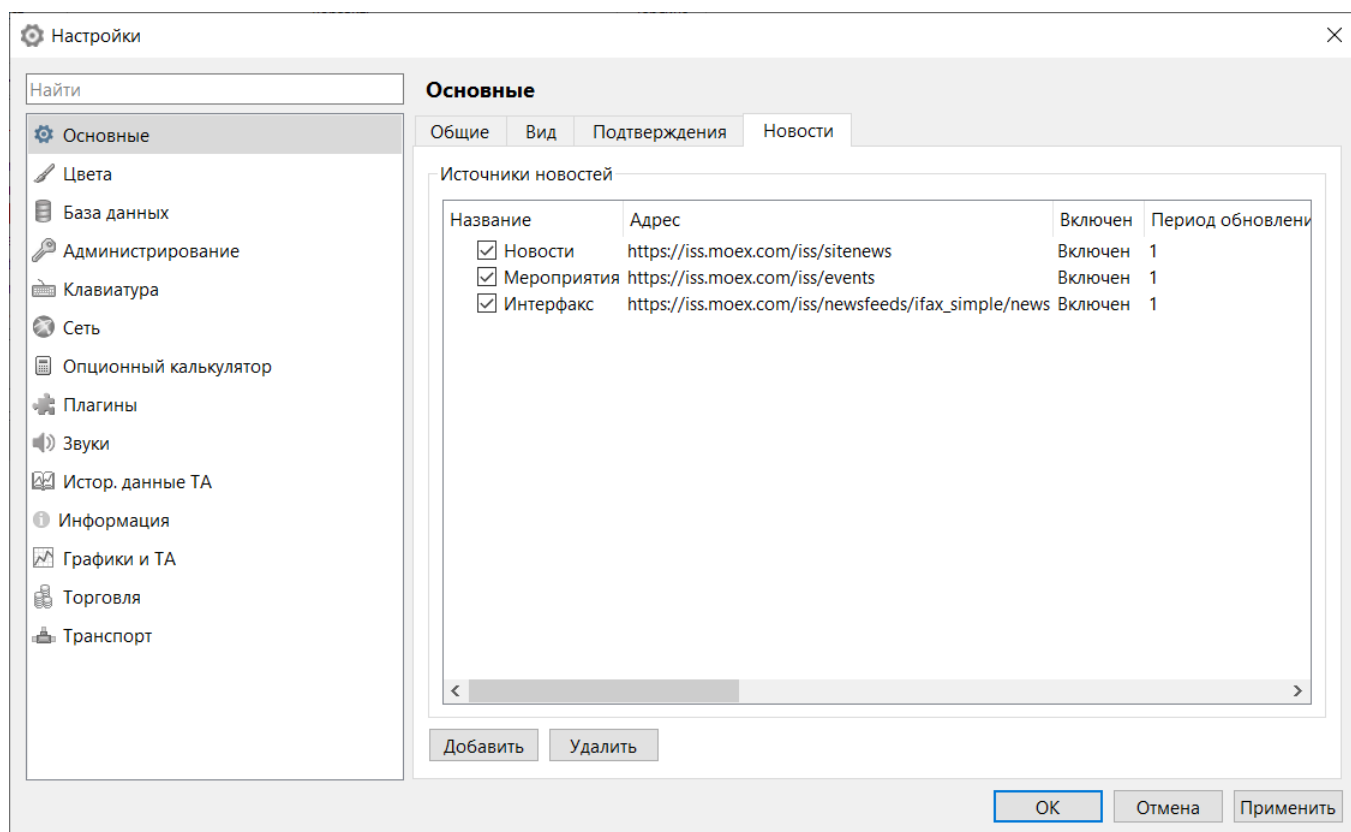 Настройки
Найти
Основные
Цвета
База данных
Администрирование
Клавиатура
Сеть
Опционный калькулятор
Плагины
Звуки
Истор. данные ТА
Информация
Графики и ТА
Торговля
Транспорт
Основные
Общие Вид Подтверждения Новости
Источники новостей
Название Адрес Включен Период обновлени
Новости https://iss.moex.com/iss/sitenews Включен 1
Мероприятия https://iss.moex.com/iss/events Включен 1
Интерфакс https://iss.moex.com/iss/newsfeeds/ifax_simple/news Включен 1
Добавить Удалить
ОК Отмена Применить